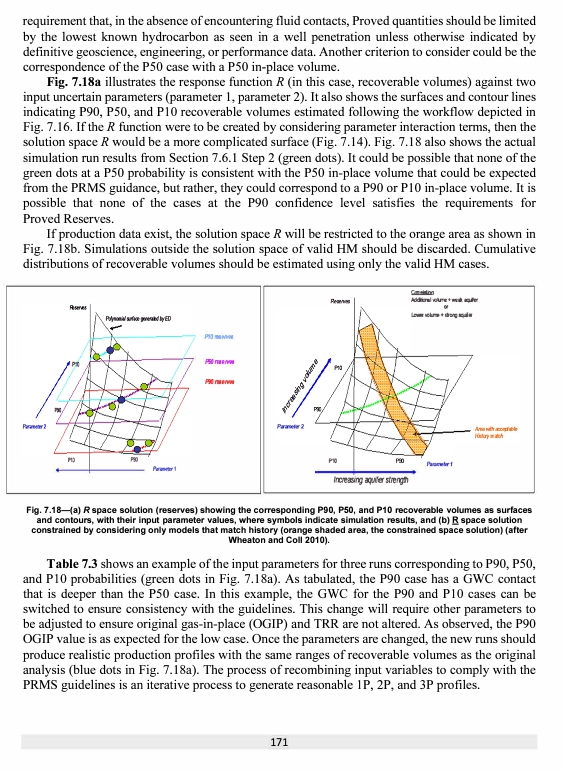 requirement that, in the absence of encountering fluid contacts, Proved quantities should be limited
by the lowest known hydrocarbon as seen in a well penetration unless otherwise indicated by
definitive geoscience, engineering, or performance data. Another criterion to consider could be the
correspondence of the P50 case with a P50 in-place volume.
Fig. 7.18a illustrates the response function R (in this case, recoverable volumes) against two
input uncertain parameters (parameter 1, parameter 2). It also shows the surfaces and contour lines
indicating P90, P50, and P10 recoverable volumes estimated following the workflow depicted in
Fig. 7.16. If the R function were to be created by considering parameter interaction terms, then the
solution space R would be a more complicated surface (Fig. 7.14). Fig. 7.18 also shows the actual
simulation run results from Section 7.6.1 Step 2 (green dots). It could be possible that none of the
green dots at a P50 probability is consistent with the P50 in-place volume that could be expected
from the PRMS guidance, but rather, they could correspond to a P90 or P10 in-place volume. It is
possible that none of the cases at the P90 confidence level satisfies the requirements for
Proved Reserves.
If production data exist, the solution space R will be restricted to the orange area as shown in
Fig. 7.18b. Simulations outside the solution space of valid HM should be discarded. Cumulative
distributions of recoverable volumes should be estimated using only the valid HM cases.
Reserves
Polynomial surface generated by ED
P10 reserves
P50 reserves
P90 reserves
P10
P90
Parameter 2
P10
P90
Parameter 1
Correlation
Additional volume + weak aquifer
or
Lower volume + strong aquifer
Reserves
Increasing volume
P10
P90
Parameter 2
Area with acceptable
History match
P10
P90
Parameter 1
Increasing aquifer strength
Fig. 7.18—(a) R space solution (reserves) showing the corresponding P90, P50, and P10 recoverable volumes as surfaces
and contours, with their input parameter values, where symbols indicate simulation results, and (b) R space solution
constrained by considering only models that match history (orange shaded area, the constrained space solution) (after
Wheaton and Coll 2010).
Table 7.3 shows an example of the input parameters for three runs corresponding to P90, P50,
and P10 probabilities (green dots in Fig. 7.18a). As tabulated, the P90 case has a GWC contact
that is deeper than the P50 case. In this example, the GWC for the P90 and P10 cases can be
switched to ensure consistency with the guidelines. This change will require other parameters to
be adjusted to ensure original gas-in-place (OGIP) and TRR are not altered. As observed, the P90
OGIP value is as expected for the low case. Once the parameters are changed, the new runs should
produce realistic production profiles with the same ranges of recoverable volumes as the original
analysis (blue dots in Fig. 7.18a). The process of recombining input variables to comply with the
PRMS guidelines is an iterative process to generate reasonable 1P, 2P, and 3P profiles.
171